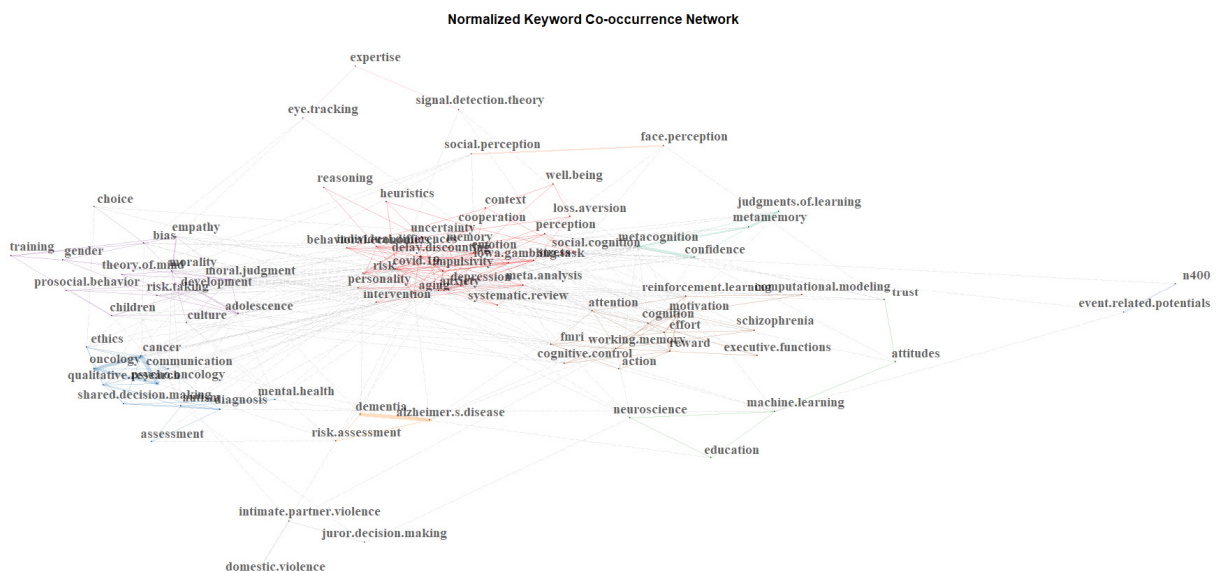 Normalized Keyword Co-occurrence Network
expertise
signal.detection.theory
eye.tracking
face.perception
social.perception
well.being
reasoning
heuristics
choice
context
judgments.of.learning
loss.aversion
cooperation
metamemory
empathy
uncertainty
perception
bias
memory
metacognition
training
gender
emotion
social.cognition
confidence
delay.discounting
iowa.gambling.task
theory.of.mind
morality
covid.19
impulsivity
risk
moral.judgment
n400
prosocial.behavior
development
personality
anxiety
depression
meta.analysis
aging
reinforcement.learning
computational.modeling
risk.taking
intervention
systematic.review
trust
children
adolescence
attention
motivation
event.related.potentials
culture
cognition
effort
schizophrenia
ethics
cancer
fmri
working.memory
reward
executive.functions
oncology
communication
cognitive.control
action
attitudes
qualitative.research
psycho.oncology
shared.decision.making
autism
diagnosis
mental.health
dementia
alzheimer.s.disease
neuroscience
machine.learning
assessment
risk.assessment
education
intimate.partner.violence
juror.decision.making
domestic.violence